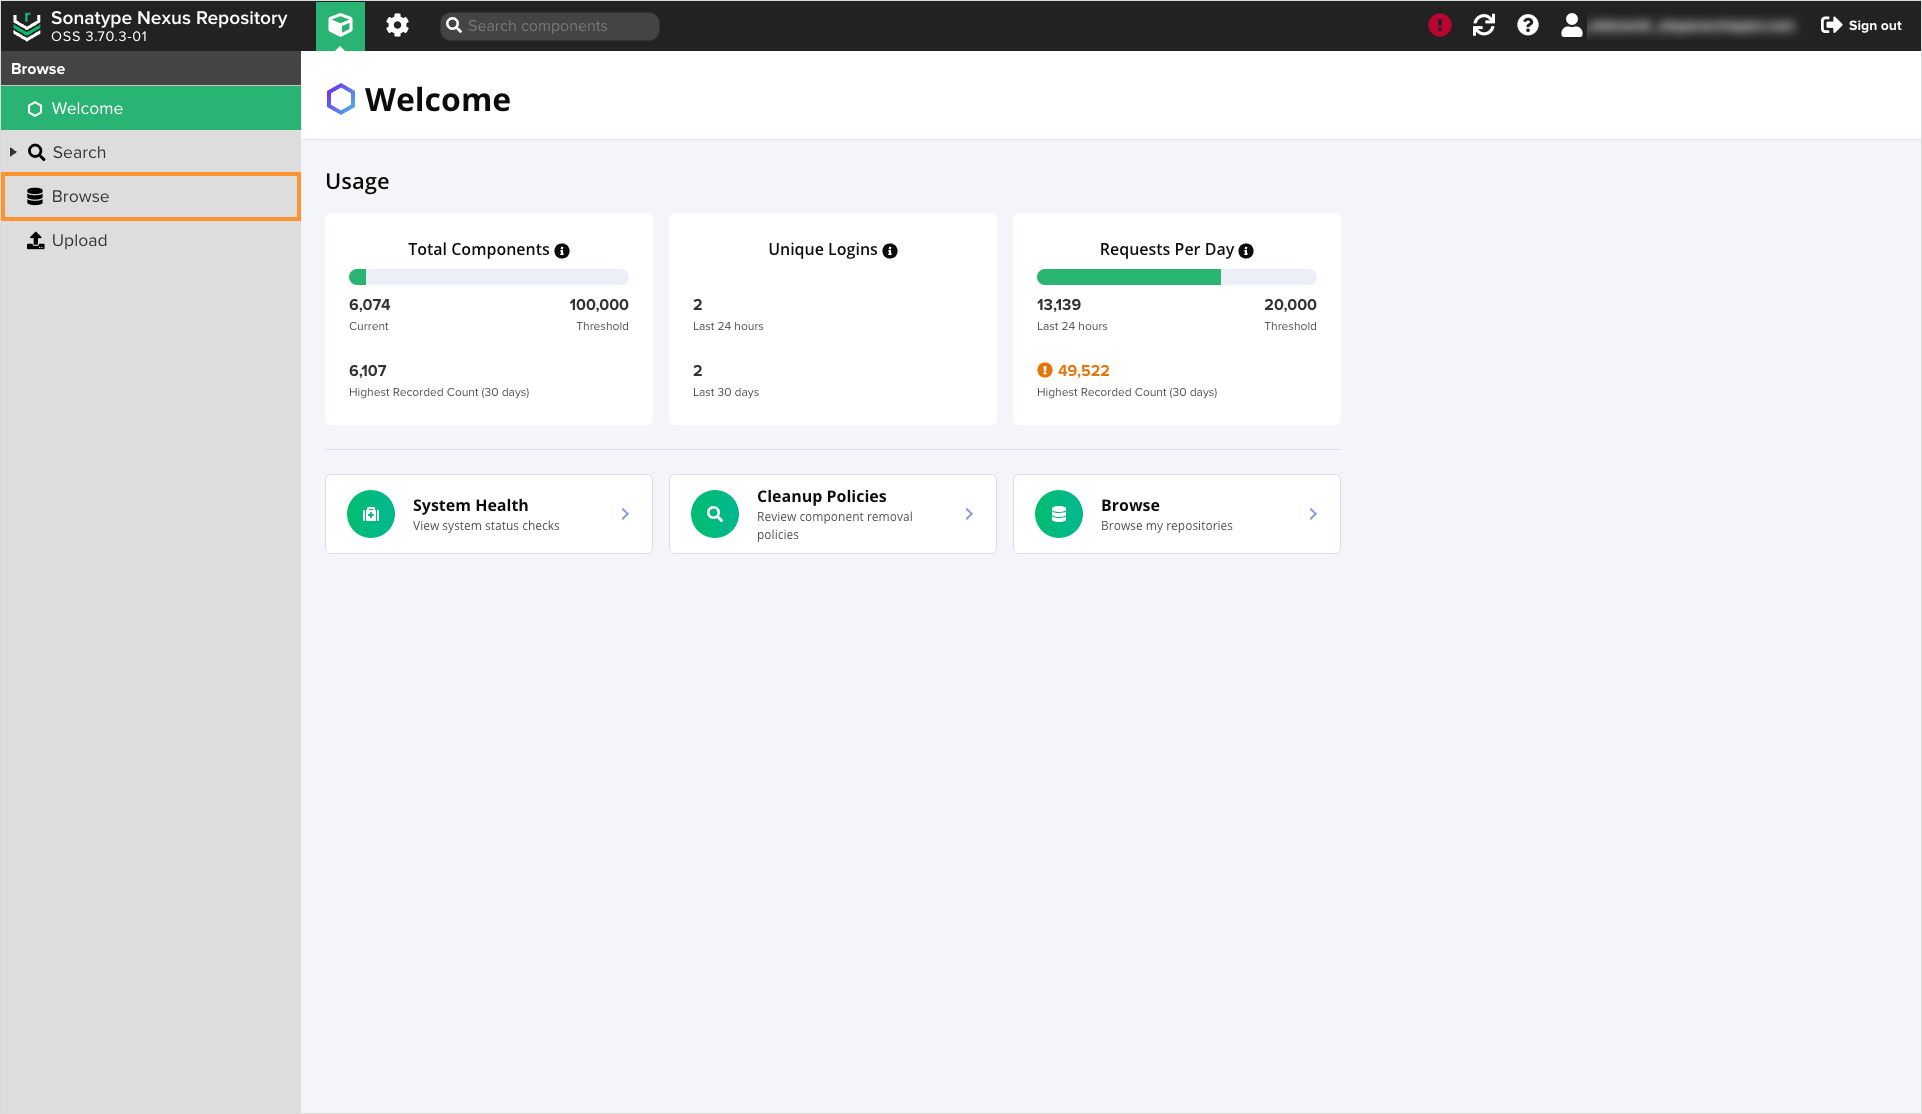 Sonatype Nexus Repository
OSS 3.70.3-01
Search components
Sign out
Browse
Welcome
Search
Browse
Upload
Welcome
Usage
Total Components
6,074 100,000
Current Threshold
6,107
Highest Recorded Count (30 days)
Unique Logins
2
Last 24 hours
2
Last 30 days
Requests Per Day
13,139 20,000
Last 24 hours Threshold
49,522
Highest Recorded Count (30 days)
System Health
View system status checks
Cleanup Policies
Review component removal
policies
Browse
Browse my repositories